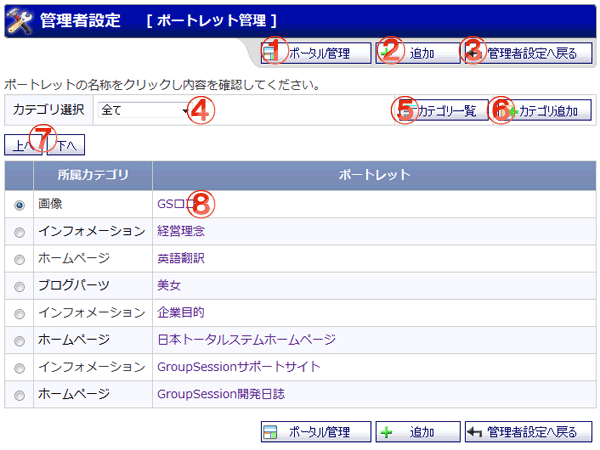 管理者設定 [ ポートレット管理 ]
① ポータル管理 ② 追加 ③ 管理者設定へ戻る
ポートレットの名称をクリックし内容を確認してください。
カテゴリ選択 全て ④ ⑤ カテゴリ一覧 ⑥ カテゴリ追加
上へ ⑦ 下へ
所属カテゴリ ポートレット
画像 GSロゴ ⑧
インフォメーション 経営理念
ホームページ 英語翻訳
ブログパーツ 美女
インフォメーション 企業目的
ホームページ 日本トータルステムホームページ
インフォメーション GroupSessionサポートサイト
ホームページ GroupSession開発日誌
ポータル管理 追加 管理者設定へ戻る